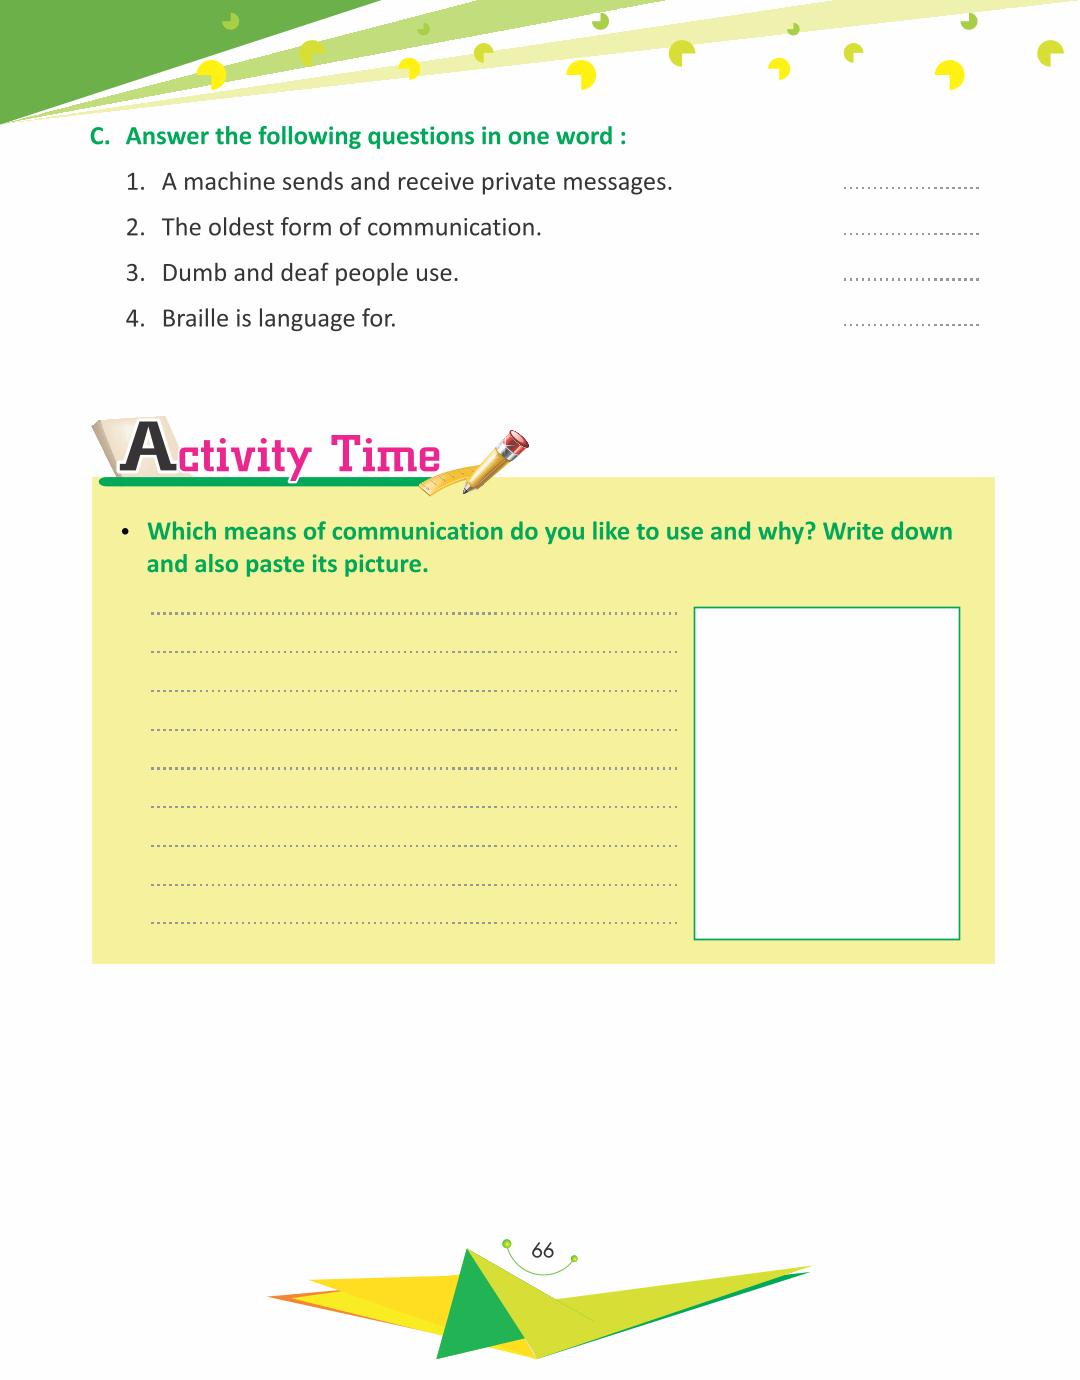 C. Answer the following questions in one word :
1. A machine sends and receive private messages. ........................
2. The oldest form of communication. ........................
3. Dumb and deaf people use. ........................
4. Braille is language for. ........................
Activity Time
• Which means of communication do you like to use and why? Write down
and also paste its picture.
66